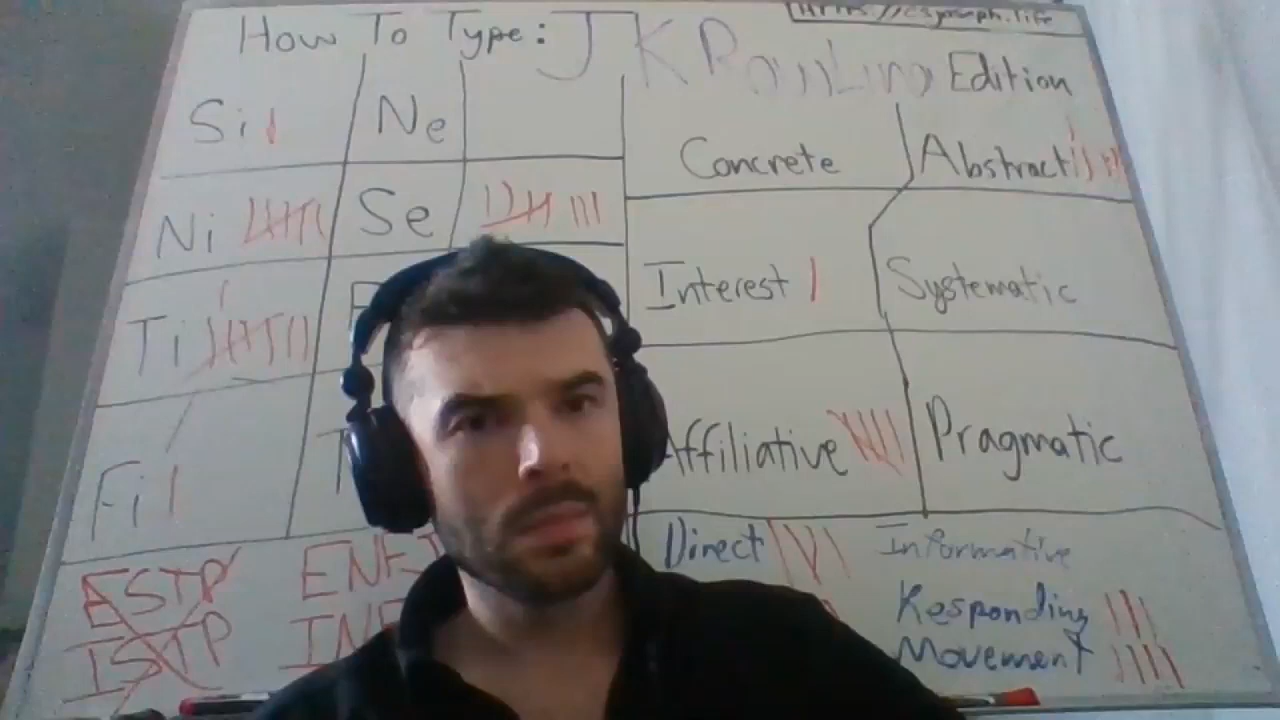 How To Type: J K Rowling Edition
Si Ne
Concrete Abstract
Ni Se
Interest Systematic
Ti
Affiliative Pragmatic
Fi
Direct Informative
ESTP ENFJ
Responding
ISTP
Movement